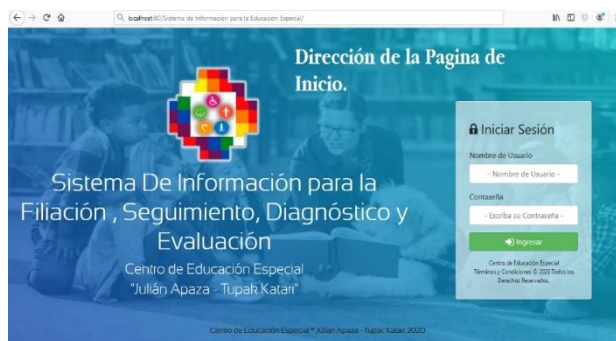 localhost:80/Sistema de Información para la Educación Especial/
Dirección de la Pagina de
Inicio.
Iniciar Sesión
Nombre de Usuario
- Nombre de Usuario -
Contaseña
- Escriba su Contraseña -
Ingresar
Centro de Educación Especial
Términos y Condiciones © 2020 Todos los
Derechos Reservados.
Sistema De Información para la
Filiación , Seguimiento, Diagnóstico y
Evaluación
Centro de Educación Especial
"Julián Apaza - Tupak Katari"
Centro de Educación Especial * Julian Apaza - Tupac Katari 2020